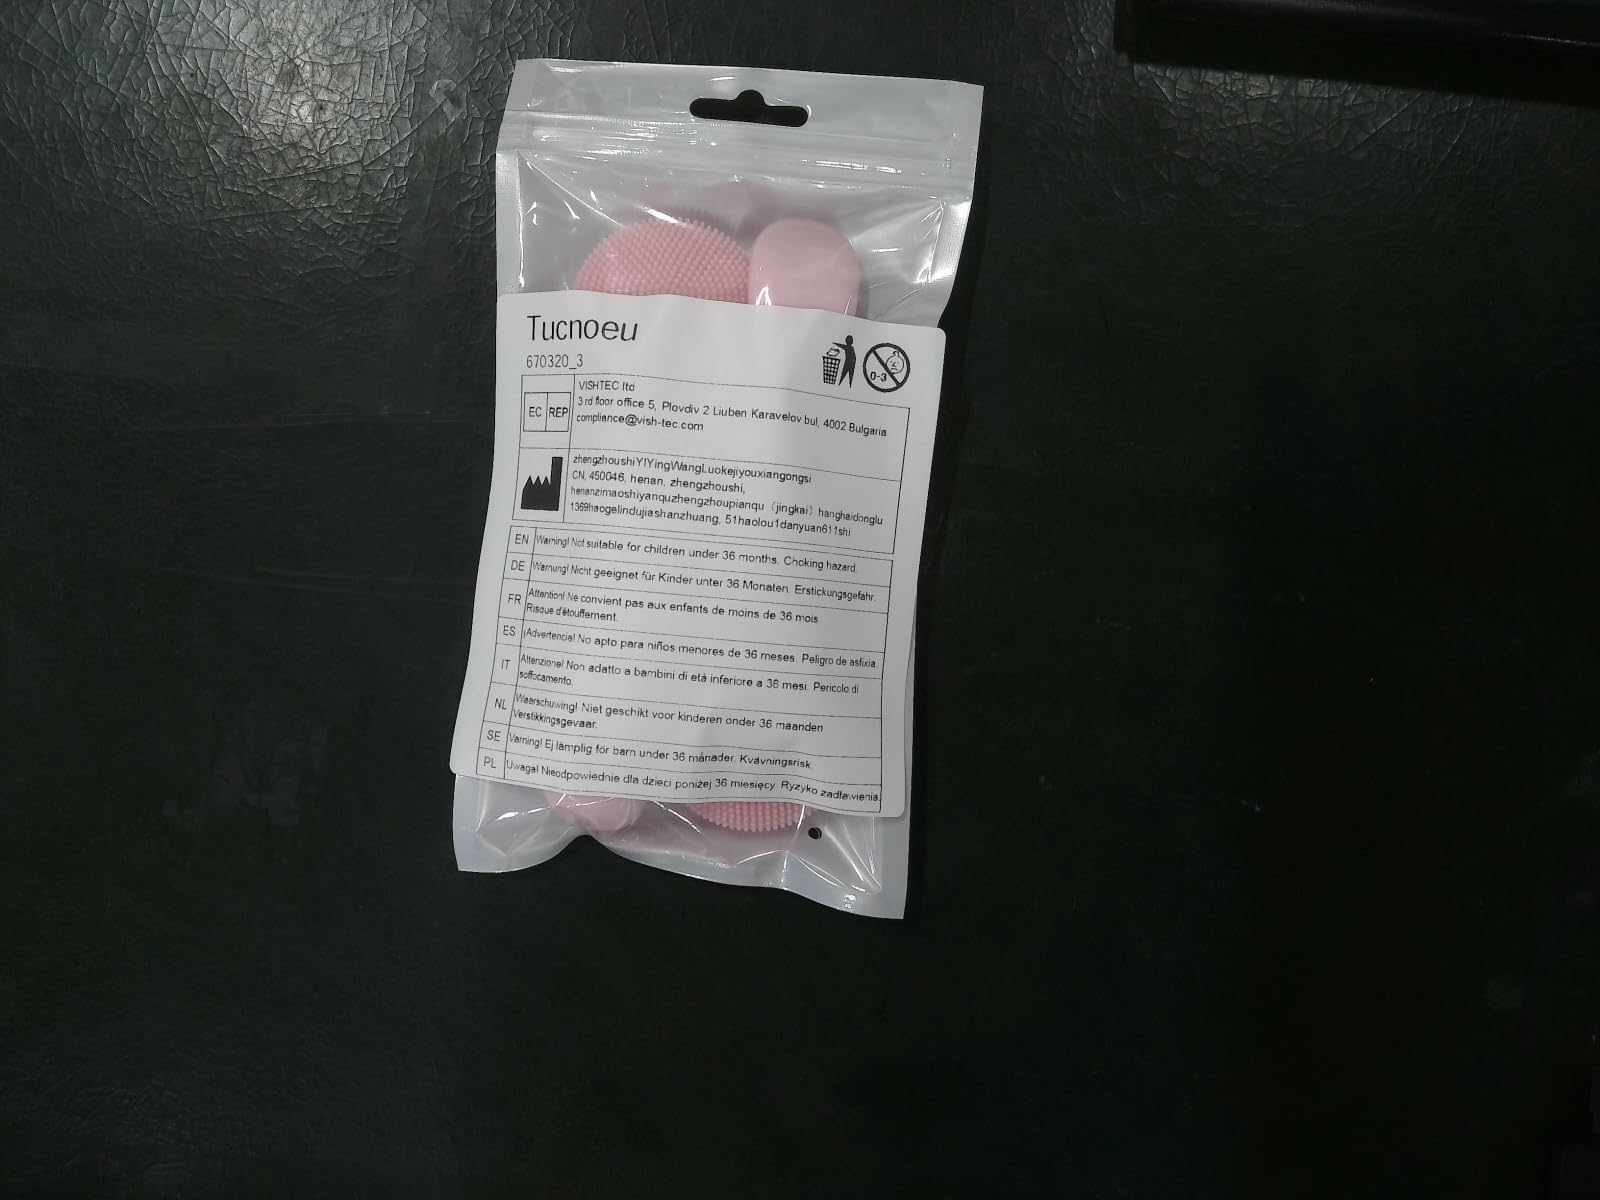 Tucnoeu
670320_3
0-3
EC REP
VISHTEC ltd
3 rd floor office 5, Plovdiv 2 Liuben Karavelov bul, 4002 Bulgaria
compliance@vish-tec.com
zhengzhoushiYIYingWangLuokejiyouxiangongsi
CN, 450046, henan, zhengzhoushi,
henanzimaoshiyanquzhengzhoupianqu（jingkai）hanghaidonglu
1369haogelindujiashanzhuang, 51haolou1danyuan611shi
EN Warning! Not suitable for children under 36 months. Choking hazard.
DE Warnung! Nicht geeignet für Kinder unter 36 Monaten. Erstickungsgefahr.
FR Attention! Ne convient pas aux enfants de moins de 36 mois
Risque d'étouffement.
ES ¡Advertencia! No apto para niños menores de 36 meses. Peligro de asfixia.
IT Attenzione! Non adatto a bambini di età inferiore a 36 mesi. Pericolo di
soffocamento.
NL Waarschuwing! Niet geschikt voor kinderen onder 36 maanden
Verstikkingsgevaar.
SE Varning! Ej lämplig för barn under 36 månader. Kvävningsrisk.
PL Uwaga! Nieodpowiednie dla dzieci poniżej 36 miesięcy. Ryzyko zadławienia.